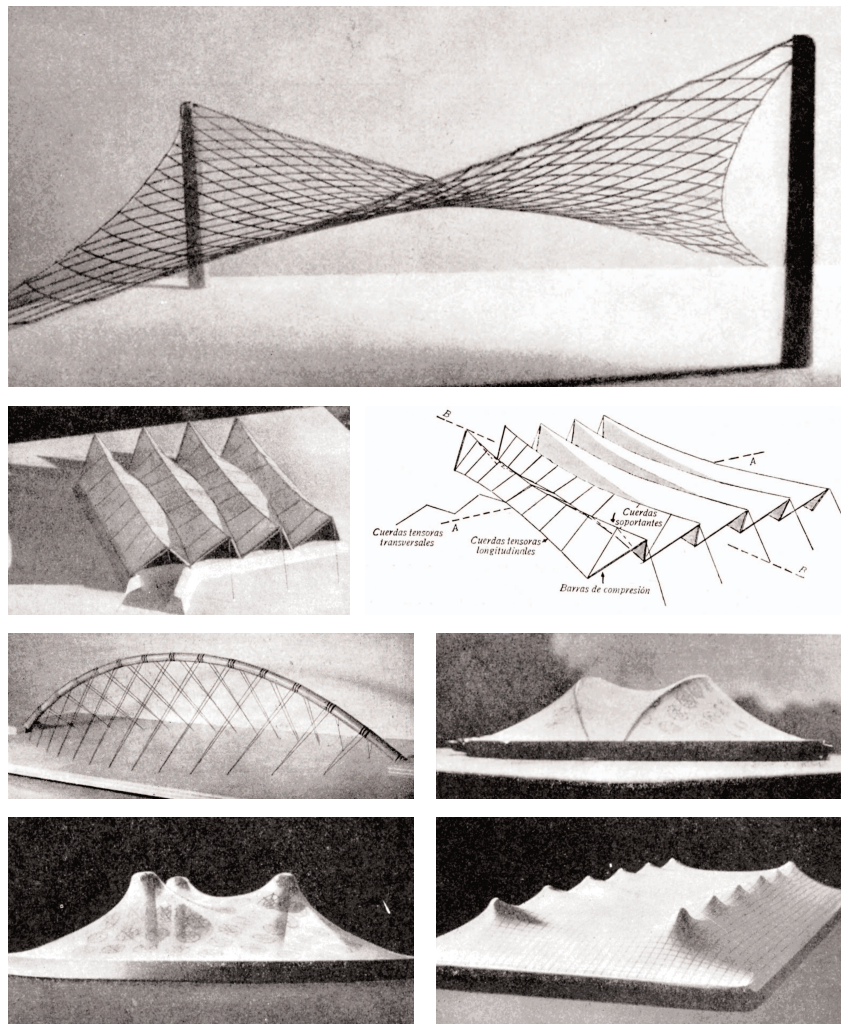 B
A
Cuerdas
soportantes
Cuerdas tensoras
transversales
A
Cuerdas tensoras
longitudinales
B
Barras de compresión